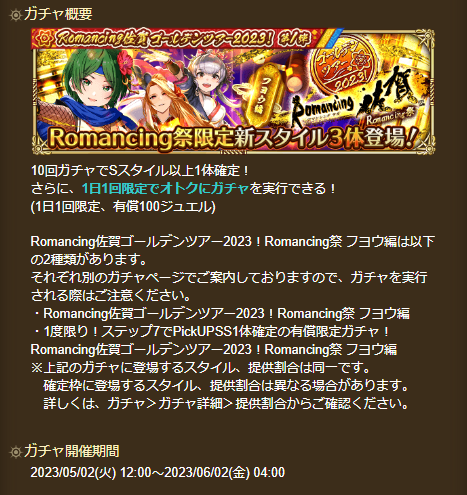 ガチャ概要
Romancing佐賀ゴールデンツアー2023! 第1弾
ゴールデンツアー2023!
フヨウ編
Romancing佐賀
Romancing祭
Romancing祭限定新スタイル3体登場!
10回ガチャでSスタイル以上1体確定!
さらに、1日1回限定でオトクにガチャを実行できる!
(1日1回限定、有償100ジュエル)
Romancing佐賀ゴールデンツアー2023!Romancing祭 フヨウ編は以下
の2種類があります。
それぞれ別のガチャページでご案内しておりますので、ガチャを実行
される際はご注意ください。
・Romancing佐賀ゴールデンツアー2023!Romancing祭 フヨウ編
・1度限り!ステップ7でPickUPSS1体確定の有償限定ガチャ!
Romancing佐賀ゴールデンツアー2023!Romancing祭 フヨウ編
※上記のガチャに登場するスタイル、提供割合は同一です。
確定枠に登場するスタイル、提供割合は異なる場合があります。
詳しくは、ガチャ>ガチャ詳細>提供割合からご確認ください。
ガチャ開催期間
2023/05/02(火) 12:00～2023/06/02(金) 04:00